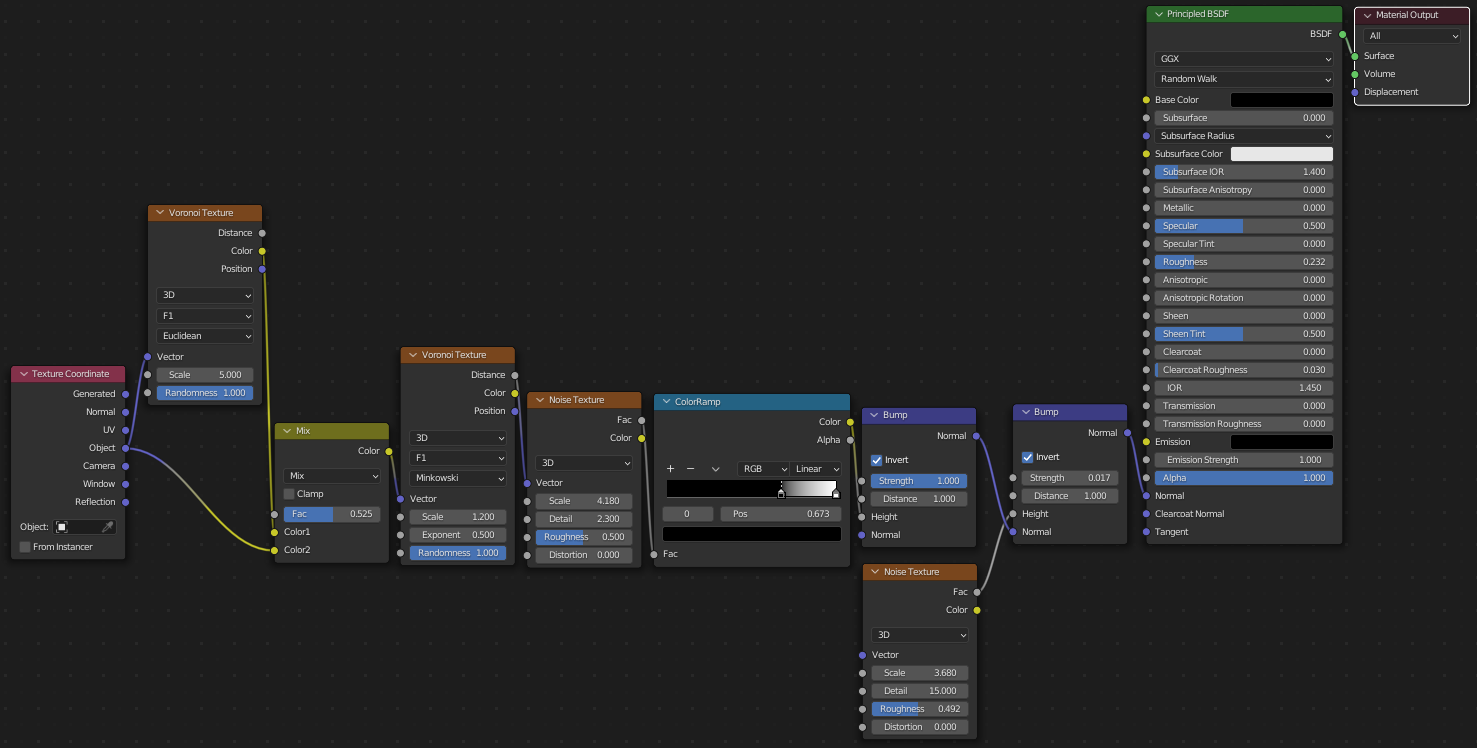 Principled BSDF
BSDF
GGX
Random Walk
Base Color
Subsurface 0.000
Subsurface Radius
Subsurface Color
Subsurface IOR 1.400
Subsurface Anisotropy 0.000
Metallic 0.000
Specular 0.500
Specular Tint 0.000
Roughness 0.232
Anisotropic 0.000
Anisotropic Rotation 0.000
Sheen 0.000
Sheen Tint 0.500
Clearcoat 0.000
Clearcoat Roughness 0.030
IOR 1.450
Transmission 0.000
Transmission Roughness 0.000
Emission
Emission Strength 1.000
Alpha 1.000
Normal
Clearcoat Normal
Tangent
Material Output
All
Surface
Volume
Displacement
Voronoi Texture
Distance
Color
Position
3D
F1
Euclidean
Vector
Scale 5.000
Randomness 1.000
Texture Coordinate
Generated
Normal
UV
Object
Camera
Window
Reflection
Object:
From Instancer
Mix
Color
Mix
Clamp
Fac 0.525
Color1
Color2
Voronoi Texture
Distance
Color
Position
3D
F1
Minkowski
Vector
Scale 1.200
Exponent 0.500
Randomness 1.000
Noise Texture
Fac
Color
3D
Vector
Scale 4.180
Detail 2.300
Roughness 0.500
Distortion 0.000
ColorRamp
Color
Alpha
RGB Linear
0 Pos 0.673
Fac
Bump
Normal
Invert
Strength 1.000
Distance 1.000
Height
Normal
Noise Texture
Fac
Color
3D
Vector
Scale 3.680
Detail 15.000
Roughness 0.492
Distortion 0.000
Bump
Normal
Invert
Strength 0.017
Distance 1.000
Height
Normal